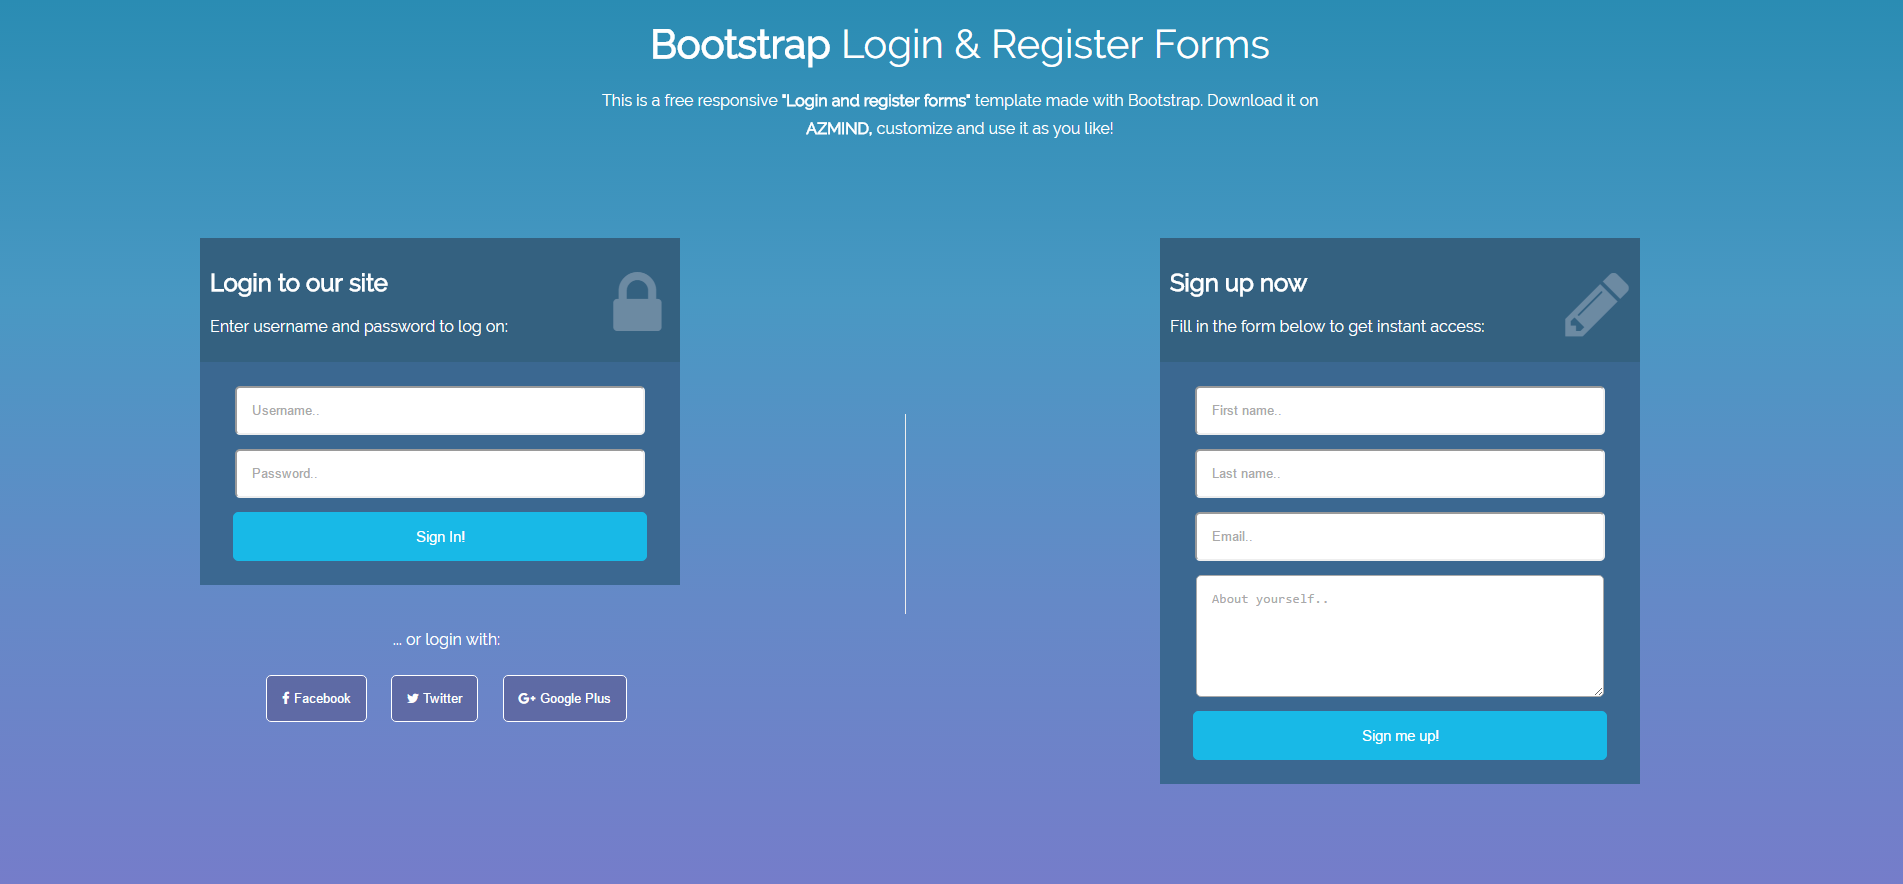 Bootstrap Login & Register Forms
This is a free responsive "Login and register forms" template made with Bootstrap. Download it on
AZMIND, customize and use it as you like!
Login to our site
Enter username and password to log on:
Username..
Password..
Sign In!
... or login with:
Facebook
Twitter
G+ Google Plus
Sign up now
Fill in the form below to get instant access:
First name..
Last name..
Email..
About yourself..
Sign me up!